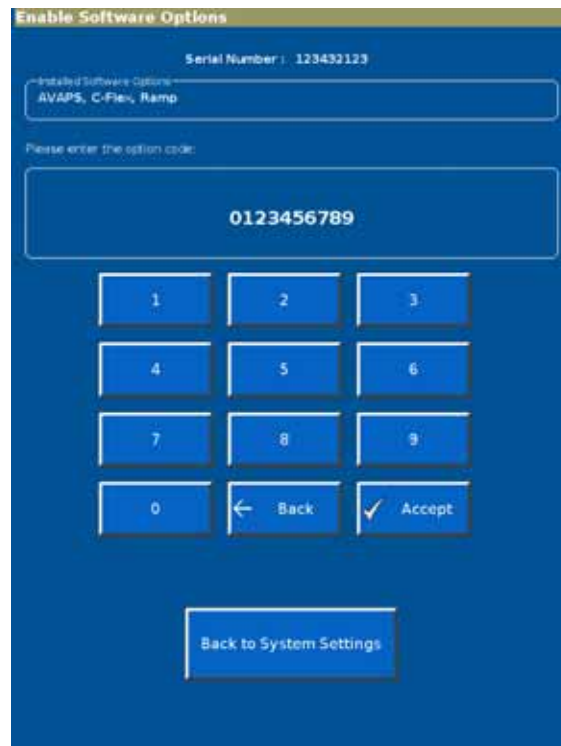 Enable Software Options
Serial Number : 123432123
Installed Software Options
AVAPS, C-Flex, Ramp
Please enter the option code:
0123456789
1 2 3
4 5 6
7 8 9
0 Back Accept
Back to System Settings